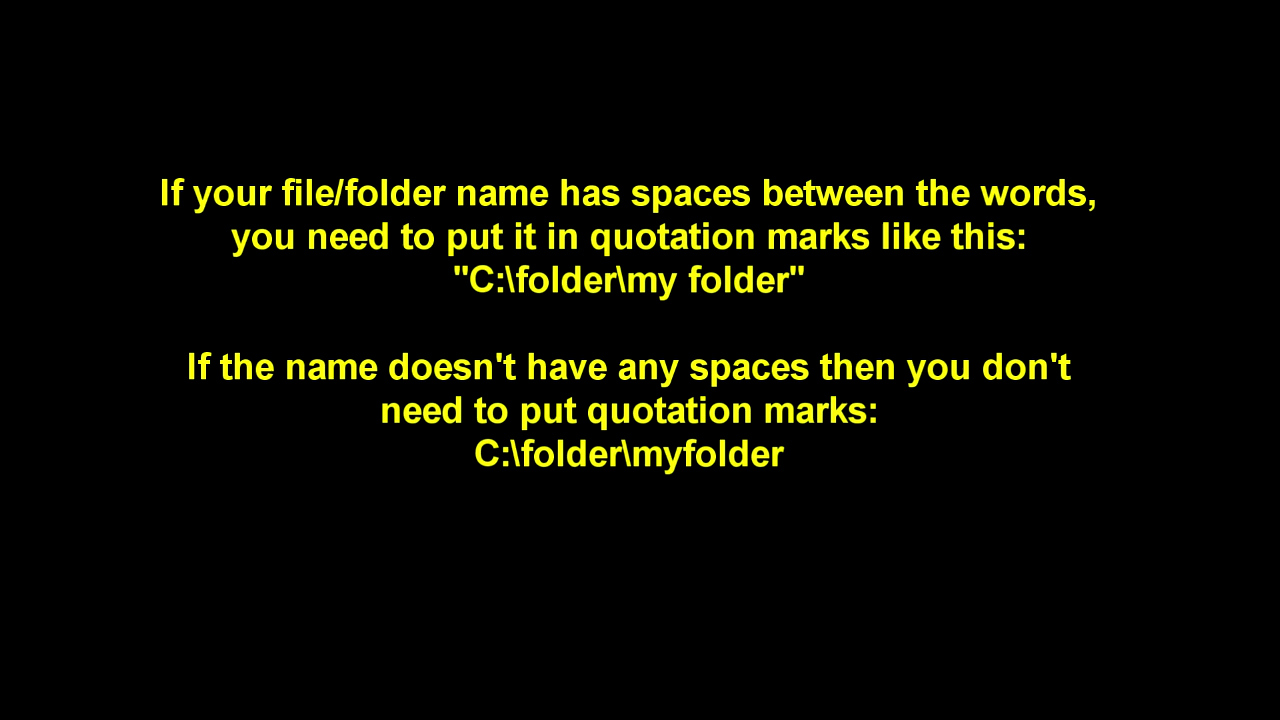 If your file/folder name has spaces between the words,
you need to put it in quotation marks like this:
"C:\folder\my folder"
If the name doesn't have any spaces then you don't
need to put quotation marks:
C:\folder\myfolder